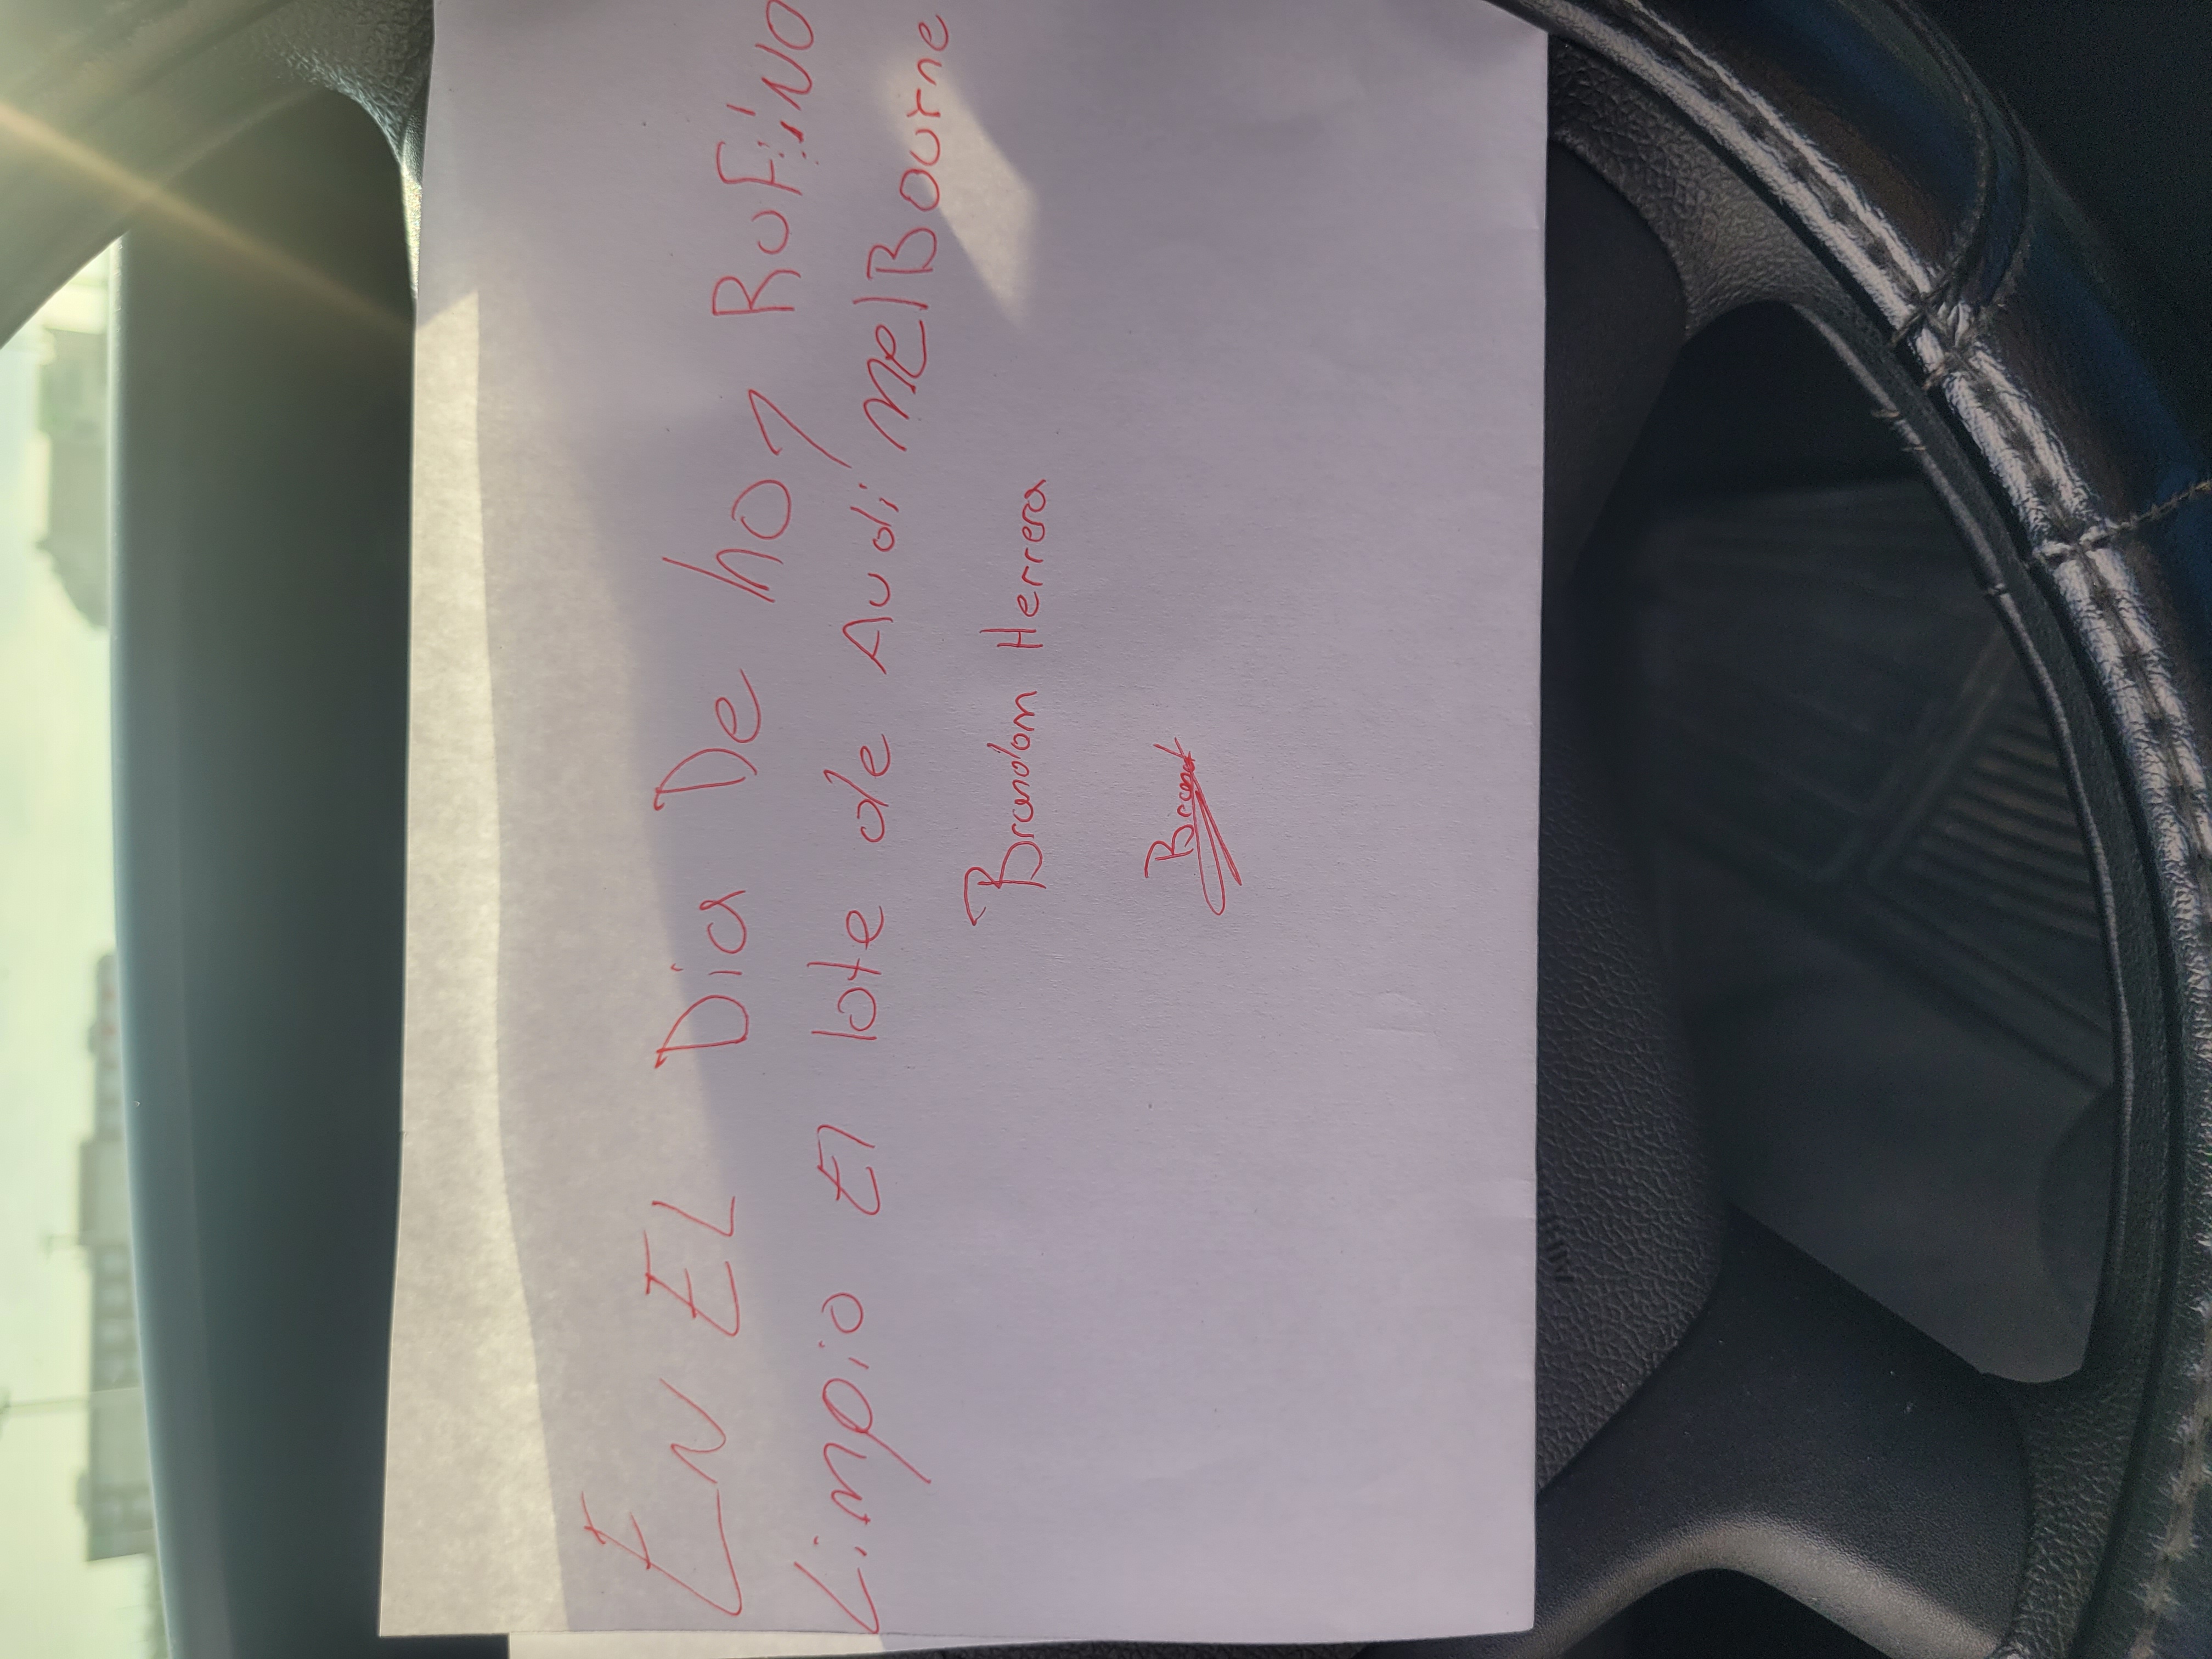 EN EL Dia De hoy RuFiNO
Limpio El lote de Audi melBourne
Brandom Herrera